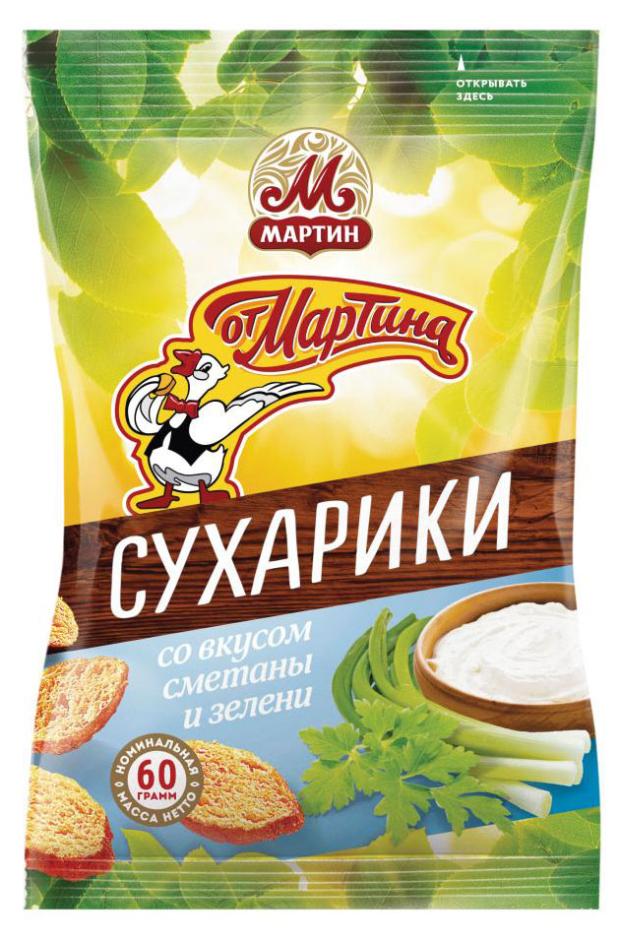 ОТКРЫВАТЬ
ЗДЕСЬ
М
МАРТИН
от Мартина
СУХАРИКИ
со вкусом
сметаны
и зелени
НОМИНАЛЬНАЯ
60
ГРАММ
МАССА НЕТТО